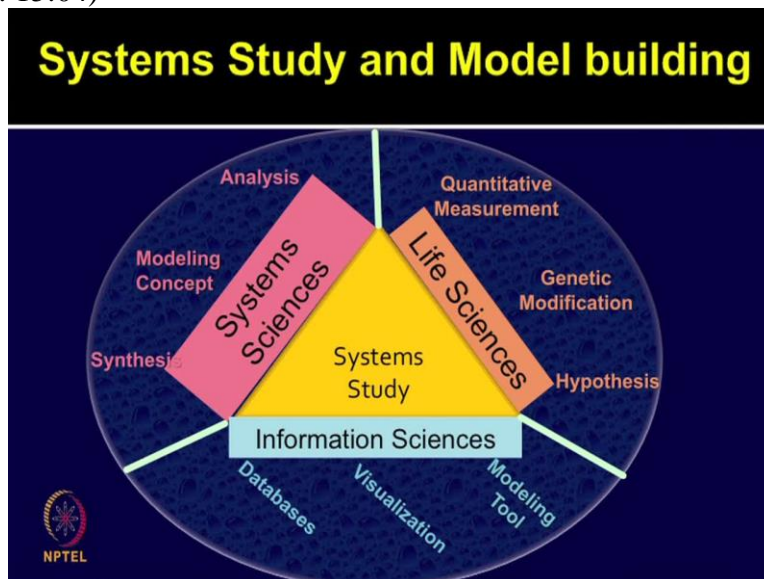 Systems Study and Model building
Analysis
Modeling
Concept
Synthesis
Systems
Sciences
Quantitative
Measurement
Genetic
Modification
Hypothesis
Life Sciences
Systems
Study
Information Sciences
Databases
Visualization
Modeling
Tool
NPTEL